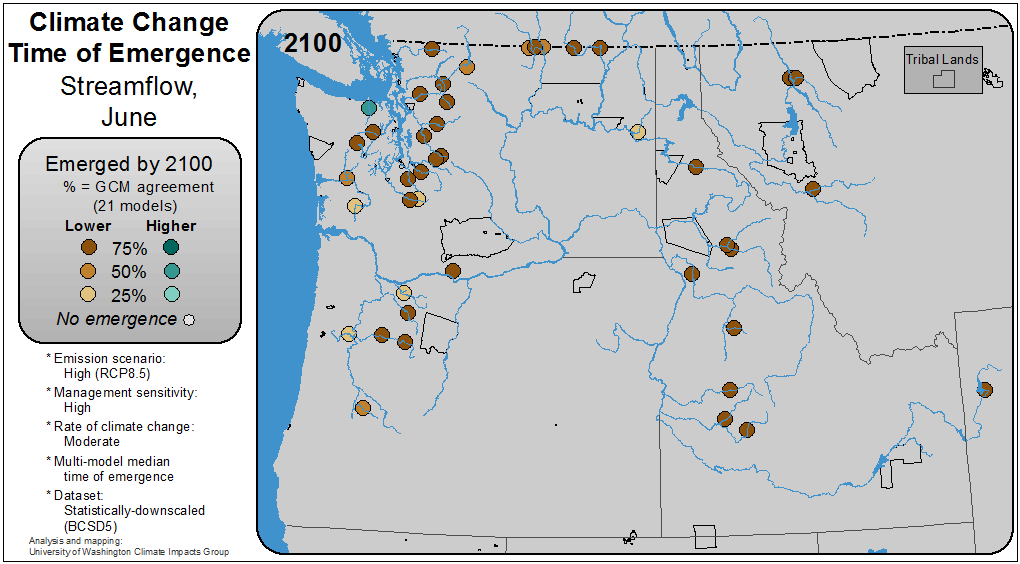 Climate Change
Time of Emergence
Streamflow,
June
Emerged by 2100
% = GCM agreement
(21 models)
Lower Higher
75%
50%
25%
No emergence
* Emission scenario:
High (RCP8.5)
* Management sensitivity:
High
* Rate of climate change:
Moderate
* Multi-model median
time of emergence
* Dataset:
Statistically-downscaled
(BCSD5)
Analysis and mapping:
University of Washington Climate Impacts Group
2100
Tribal Lands